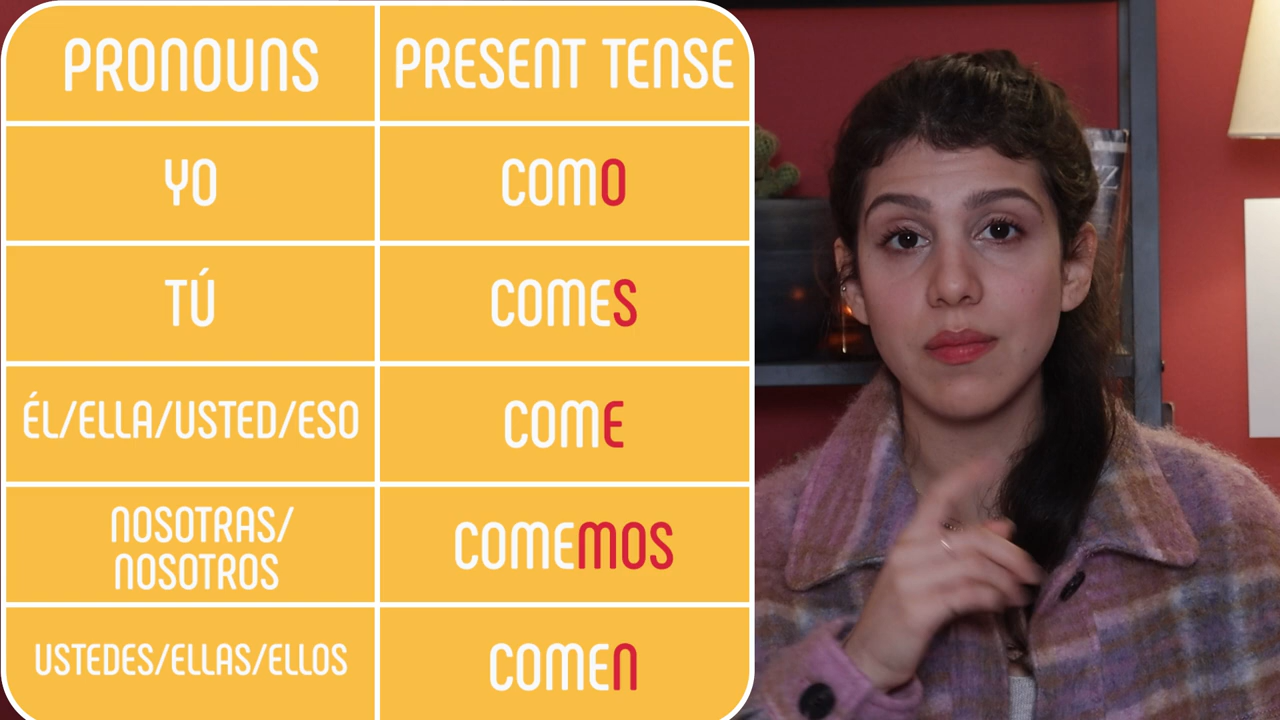 PRONOUNS PRESENT TENSE
YO COMO
TÚ COMES
ÉL/ELLA/USTED/ESO COME
NOSOTRAS/
NOSOTROS COMEMOS
USTEDES/ELLAS/ELLOS COMEN